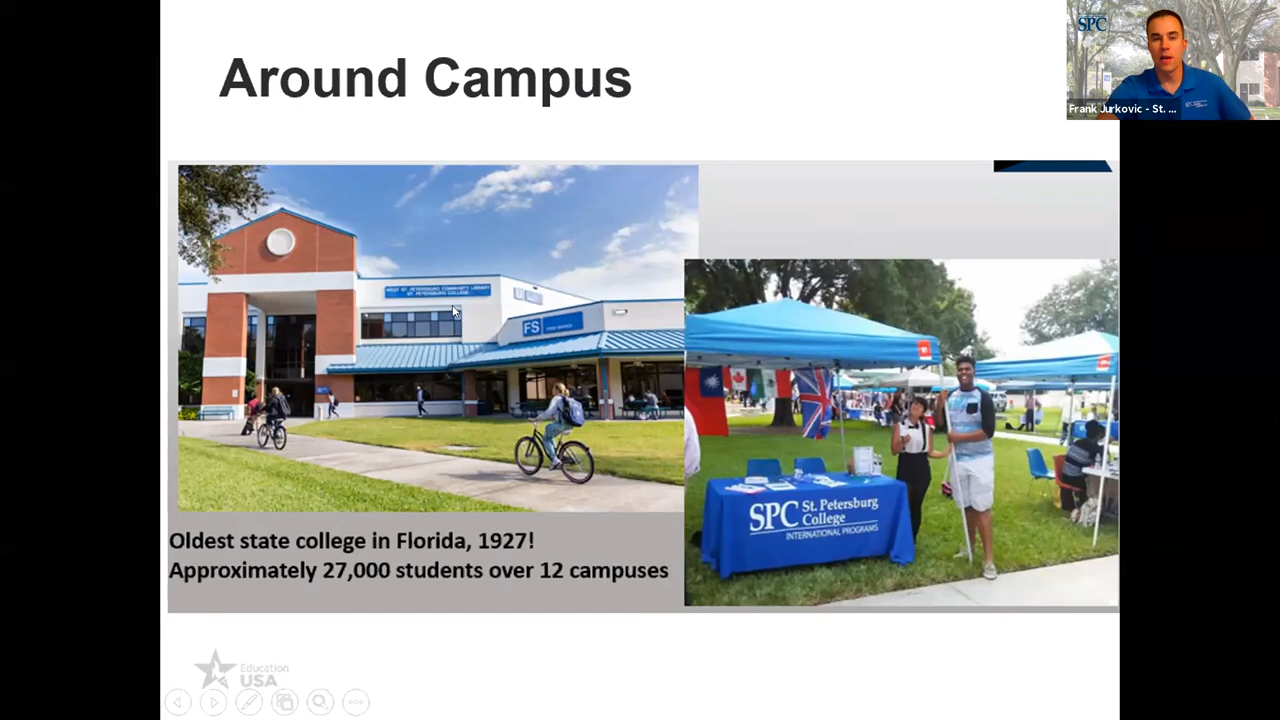 Around Campus
SPC
Frank Jurkovic - St. ...
WEST ST. PETERSBURG COMMUNITY LIBRARY
ST. PETERSBURG COLLEGE
FS
SPC St. Petersburg
College
INTERNATIONAL PROGRAMS
Oldest state college in Florida, 1927!
Approximately 27,000 students over 12 campuses
Education
USA